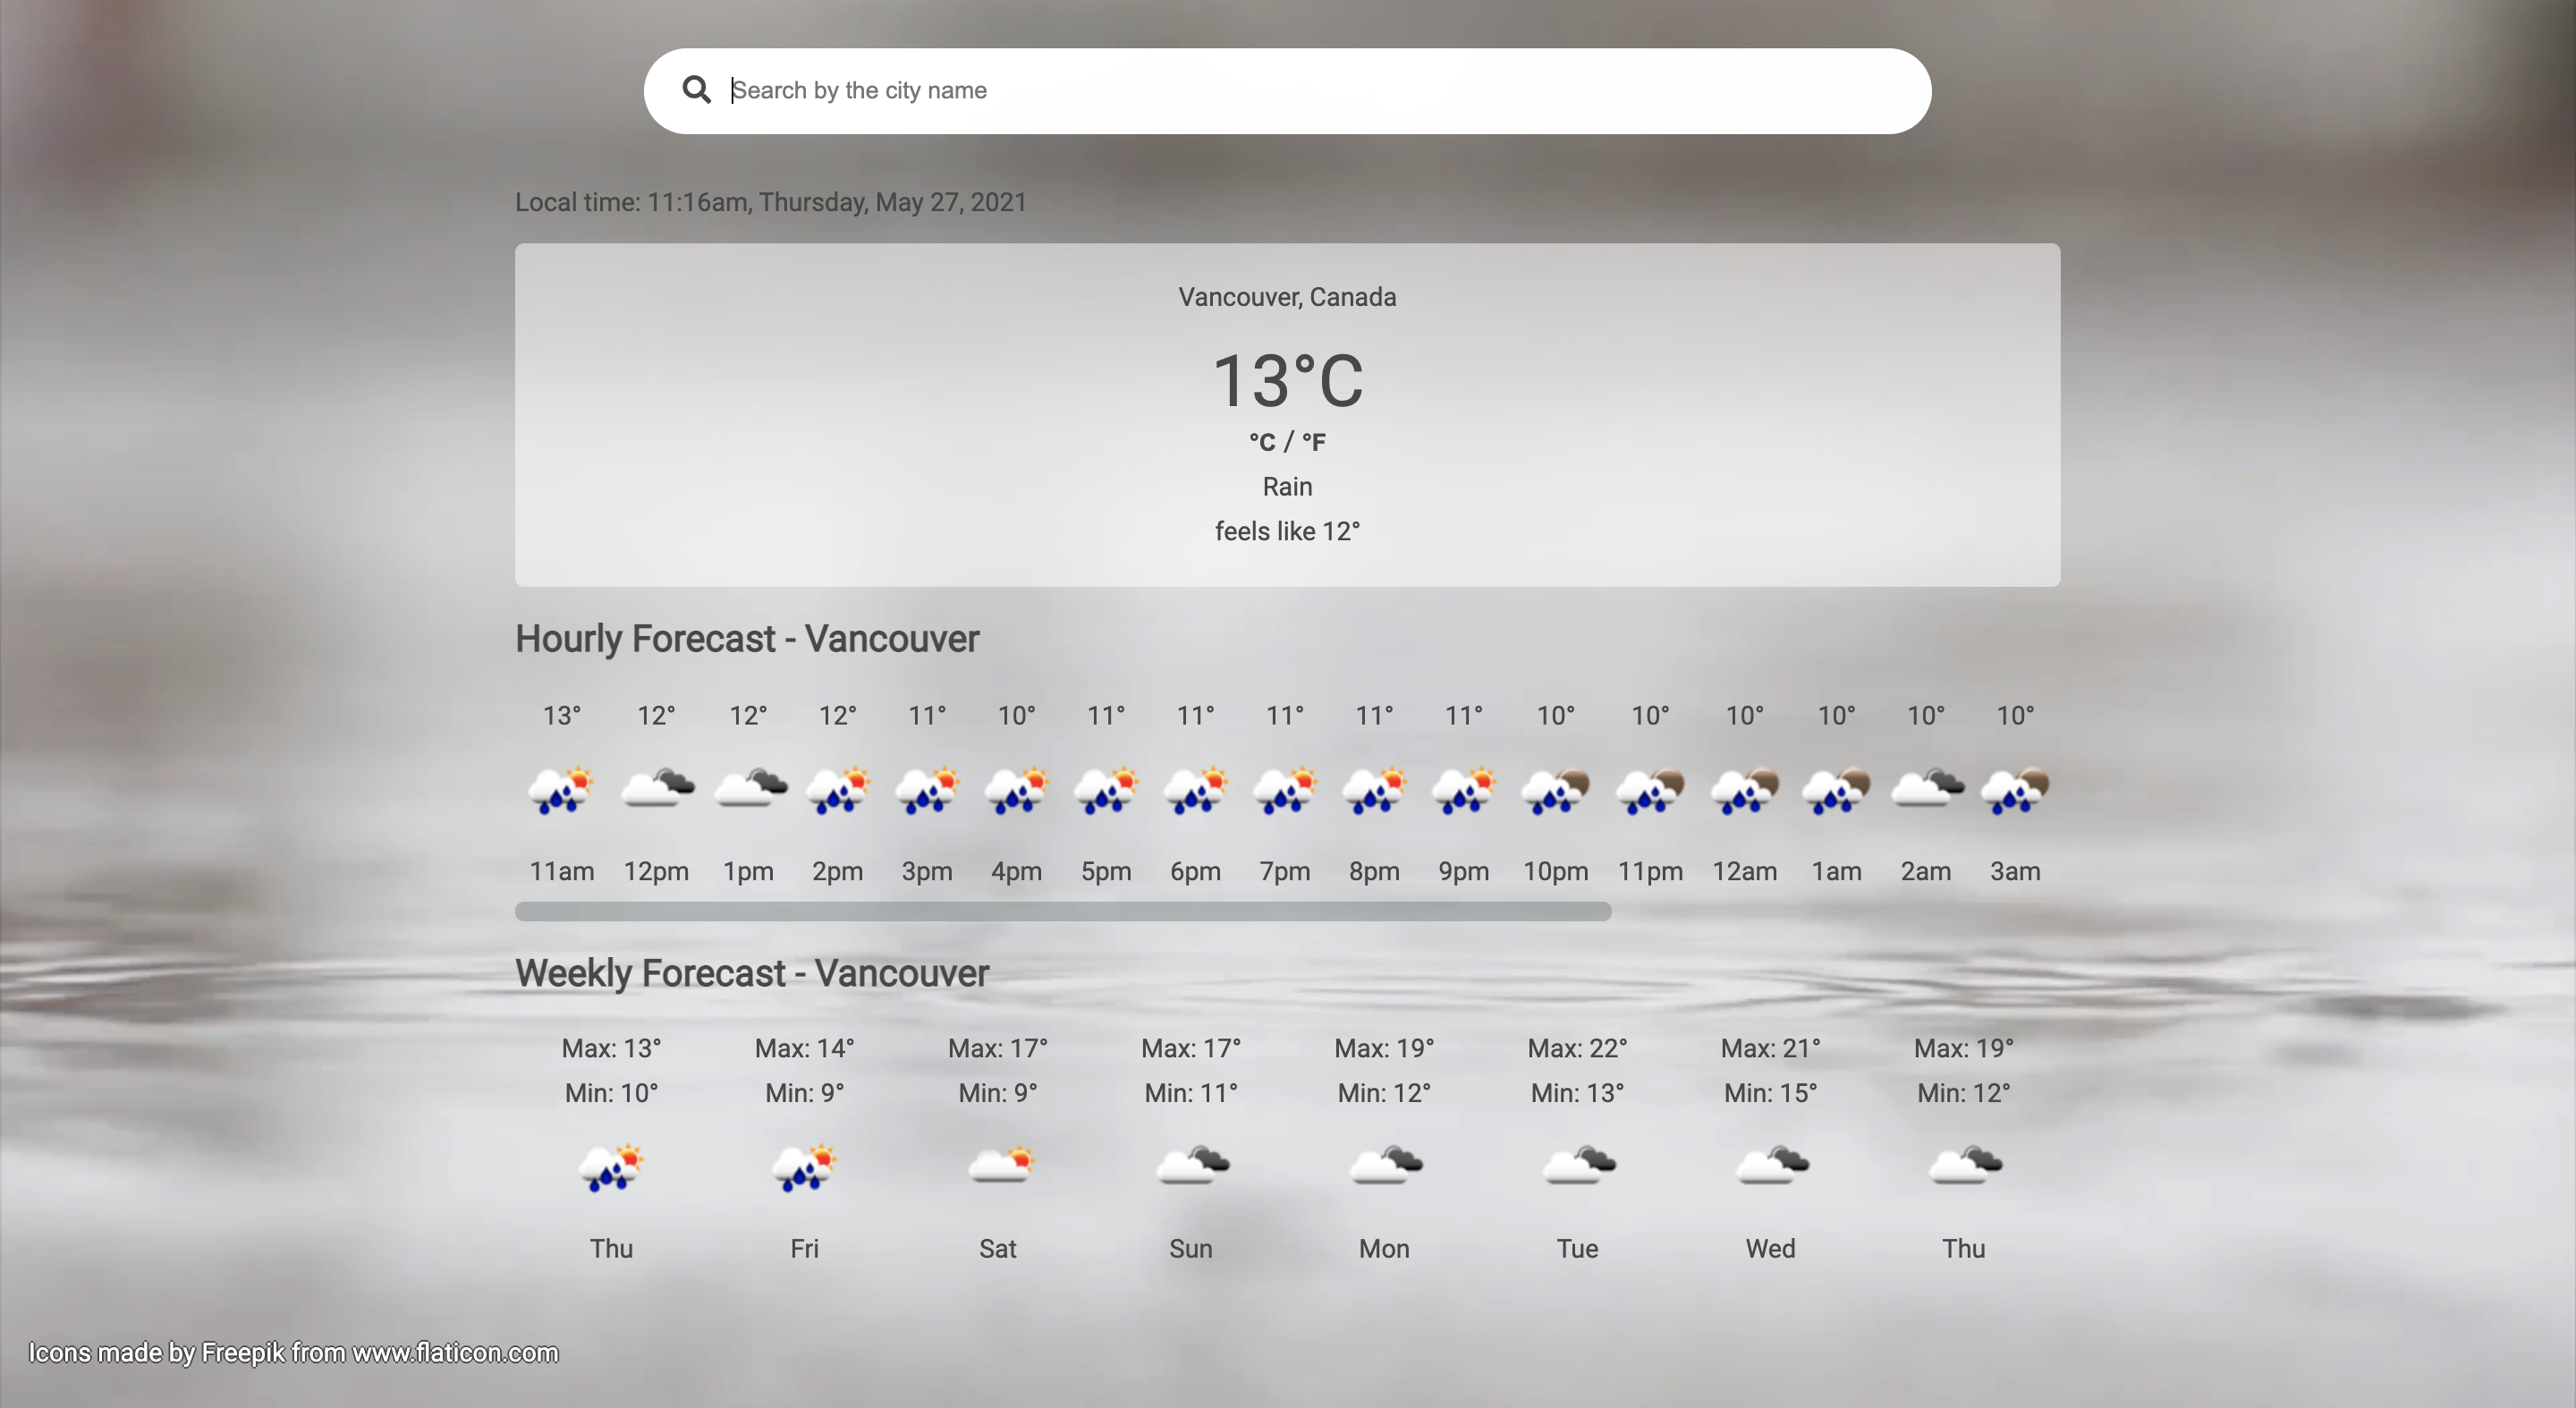 Search by the city name
Local time: 11:16am, Thursday, May 27, 2021
Vancouver, Canada
13°C
°C / °F
Rain
feels like 12°
Hourly Forecast - Vancouver
13° 12° 12° 12° 11° 10° 11° 11° 11° 11° 11° 10° 10° 10° 10° 10° 10°
11am 12pm 1pm 2pm 3pm 4pm 5pm 6pm 7pm 8pm 9pm 10pm 11pm 12am 1am 2am 3am
Weekly Forecast - Vancouver
Max: 13° Max: 14° Max: 17° Max: 17° Max: 19° Max: 22° Max: 21° Max: 19°
Min: 10° Min: 9° Min: 9° Min: 11° Min: 12° Min: 13° Min: 15° Min: 12°
Thu Fri Sat Sun Mon Tue Wed Thu
Icons made by Freepik from www.flaticon.com